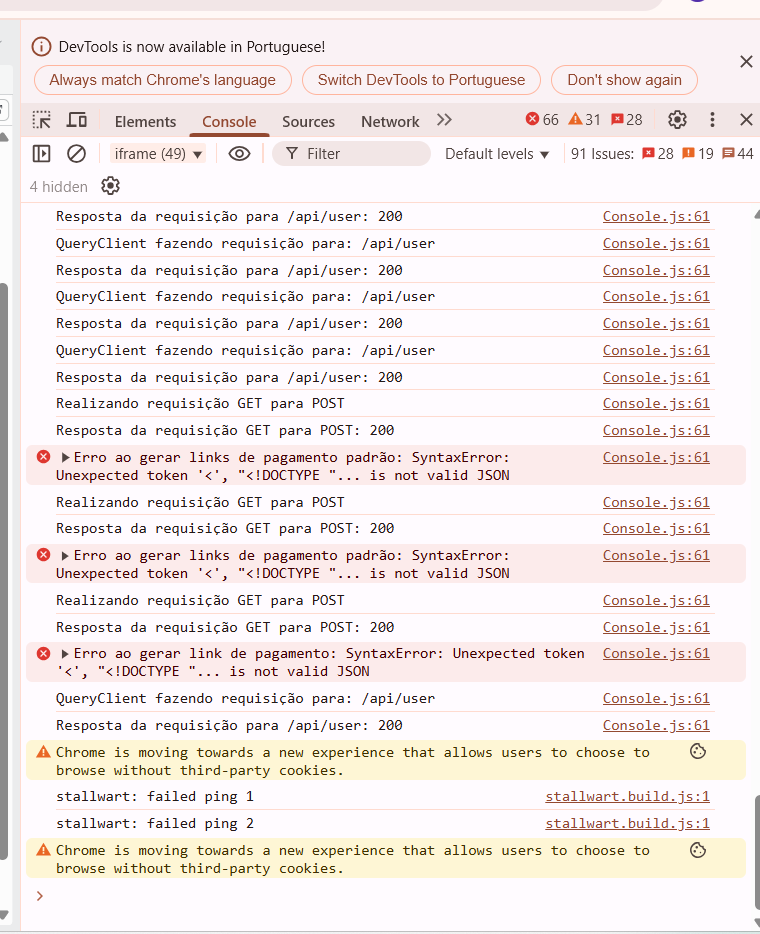 DevTools is now available in Portuguese!
Always match Chrome's language
Switch DevTools to Portuguese
Don't show again
Elements
Console
Sources
Network
66
31
28
iframe (49)
Filter
Default levels
91 Issues:
28
19
44
4 hidden
Resposta da requisição para /api/user: 200 Console.js:61
QueryClient fazendo requisição para: /api/user Console.js:61
Resposta da requisição para /api/user: 200 Console.js:61
QueryClient fazendo requisição para: /api/user Console.js:61
Resposta da requisição para /api/user: 200 Console.js:61
QueryClient fazendo requisição para: /api/user Console.js:61
Resposta da requisição para /api/user: 200 Console.js:61
Realizando requisição GET para POST Console.js:61
Resposta da requisição GET para POST: 200 Console.js:61
Erro ao gerar links de pagamento padrão: SyntaxError: Console.js:61
Unexpected token '<', "<!DOCTYPE "... is not valid JSON
Realizando requisição GET para POST Console.js:61
Resposta da requisição GET para POST: 200 Console.js:61
Erro ao gerar links de pagamento padrão: SyntaxError: Console.js:61
Unexpected token '<', "<!DOCTYPE "... is not valid JSON
Realizando requisição GET para POST Console.js:61
Resposta da requisição GET para POST: 200 Console.js:61
Erro ao gerar link de pagamento: SyntaxError: Unexpected token Console.js:61
'<', "<!DOCTYPE "... is not valid JSON
QueryClient fazendo requisição para: /api/user Console.js:61
Resposta da requisição para /api/user: 200 Console.js:61
Chrome is moving towards a new experience that allows users to choose to
browse without third-party cookies.
stallwart: failed ping 1 stallwart.build.js:1
stallwart: failed ping 2 stallwart.build.js:1
Chrome is moving towards a new experience that allows users to choose to
browse without third-party cookies.